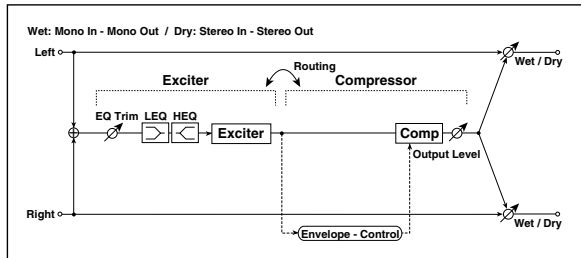 Wet: Mono In - Mono Out / Dry: Stereo In - Stereo Out
Left
Wet / Dry
Routing
Exciter
Compressor
EQ Trim
LEQ
HEQ
Exciter
Comp
Output Level
Envelope - Control
Right
Wet / Dry